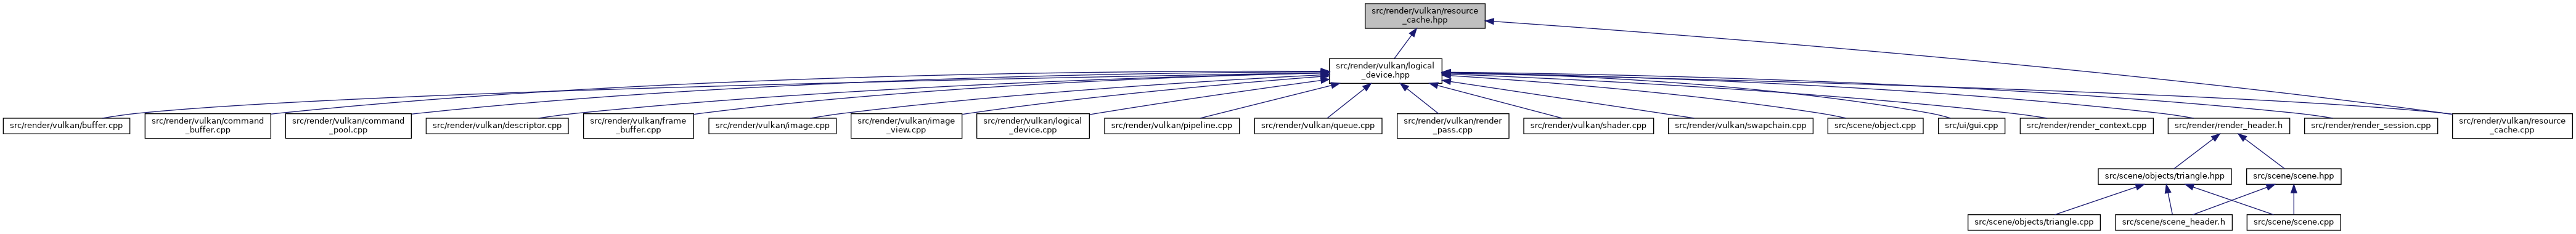 src/render/vulkan/resource
_cache.hpp
src/render/vulkan/logical
_device.hpp
src/render/vulkan/buffer.cpp
src/render/vulkan/command
_buffer.cpp
src/render/vulkan/command
_pool.cpp
src/render/vulkan/descriptor.cpp
src/render/vulkan/frame
_buffer.cpp
src/render/vulkan/image.cpp
src/render/vulkan/image
_view.cpp
src/render/vulkan/logical
_device.cpp
src/render/vulkan/pipeline.cpp
src/render/vulkan/queue.cpp
src/render/vulkan/render
_pass.cpp
src/render/vulkan/shader.cpp
src/render/vulkan/swapchain.cpp
src/scene/object.cpp
src/ui/gui.cpp
src/render/render_context.cpp
src/render/render_header.h
src/render/render_session.cpp
src/render/vulkan/resource
_cache.cpp
src/scene/objects/triangle.hpp
src/scene/scene.hpp
src/scene/objects/triangle.cpp
src/scene/scene_header.h
src/scene/scene.cpp